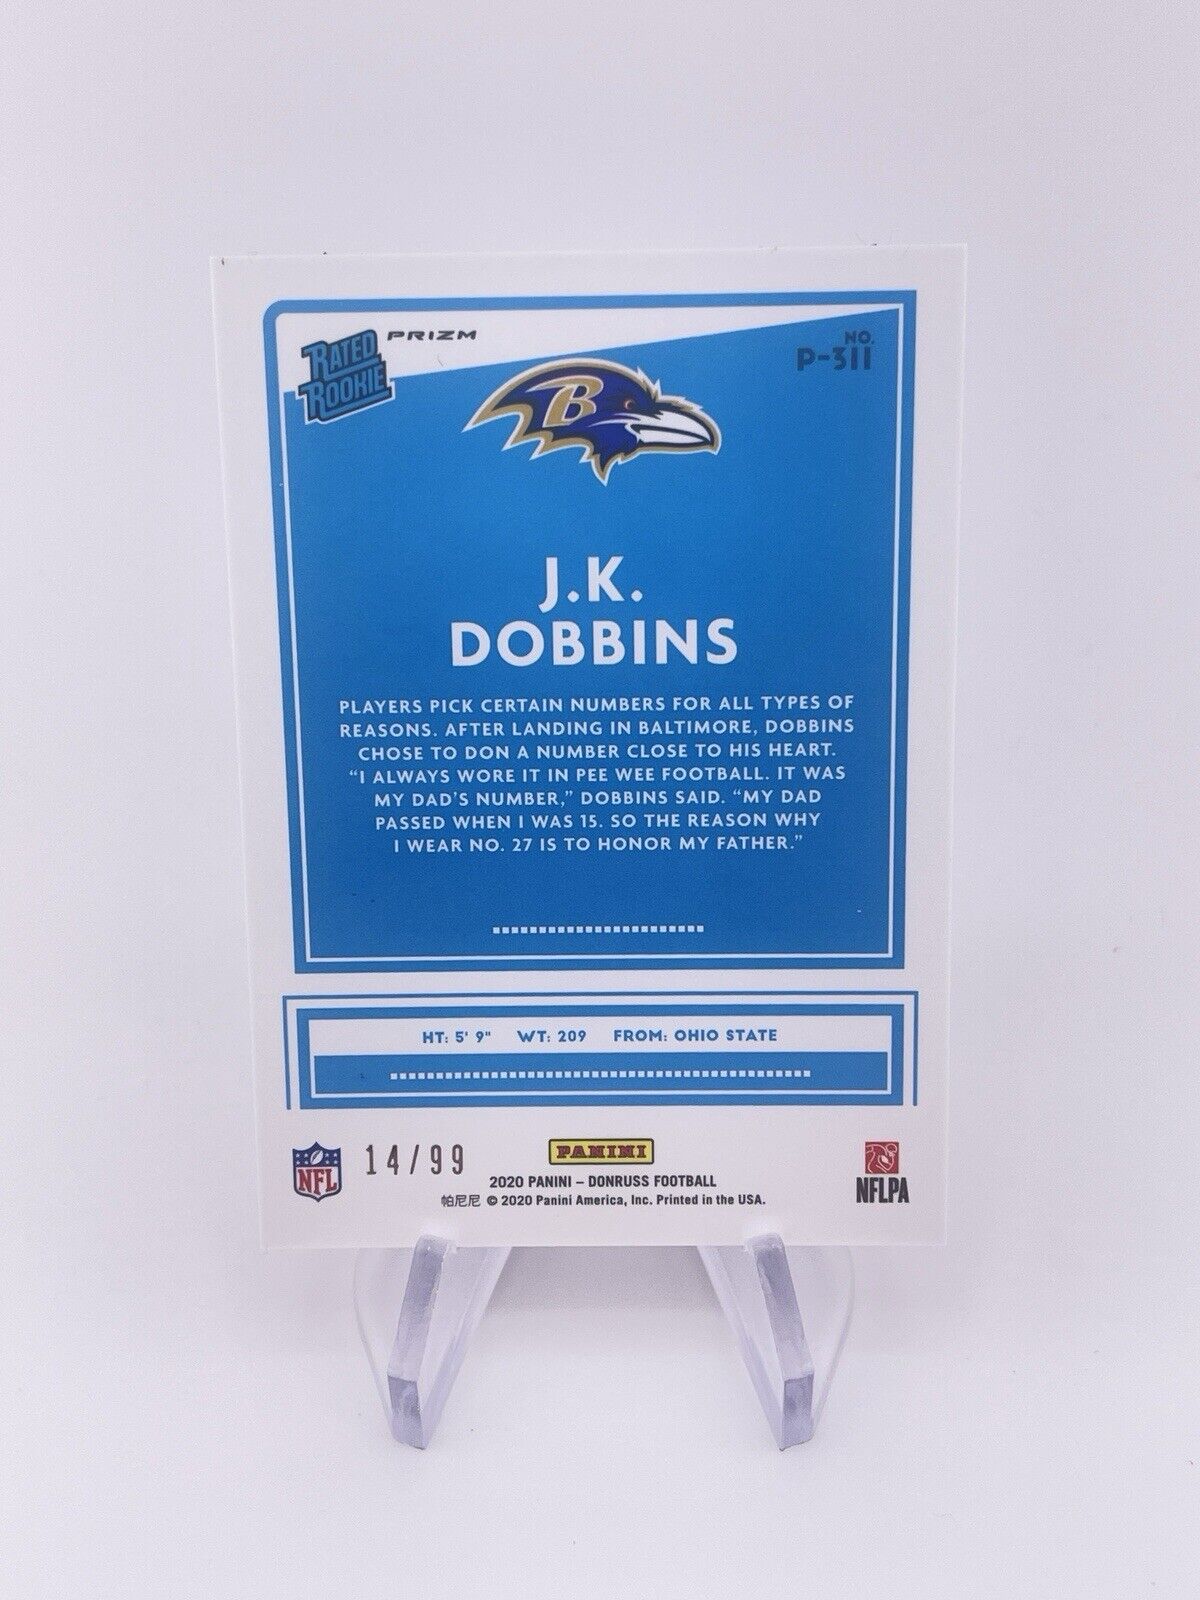 RATED
ROOKIE
PRIZM
NO.
P-311
B
J.K.
DOBBINS
PLAYERS PICK CERTAIN NUMBERS FOR ALL TYPES OF
REASONS. AFTER LANDING IN BALTIMORE, DOBBINS
CHOSE TO DON A NUMBER CLOSE TO HIS HEART.
“I ALWAYS WORE IT IN PEE WEE FOOTBALL. IT WAS
MY DAD’S NUMBER,” DOBBINS SAID. “MY DAD
PASSED WHEN I WAS 15. SO THE REASON WHY
I WEAR NO. 27 IS TO HONOR MY FATHER.”
HT: 5' 9" WT: 209 FROM: OHIO STATE
NFL
14/99
PANINI
2020 PANINI – DONRUSS FOOTBALL
帕尼尼 © 2020 Panini America, Inc. Printed in the USA.
NFLPA